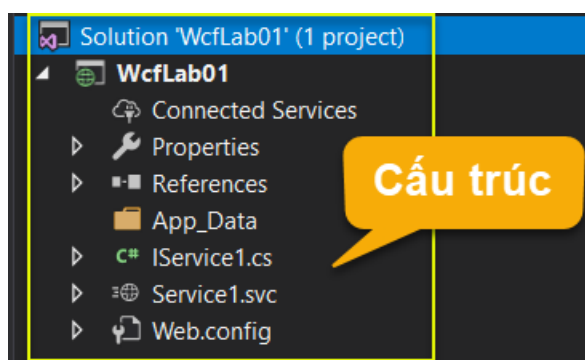 Solution 'WcfLab01' (1 project)
WcfLab01
Connected Services
Properties
References
App_Data
C# IService1.cs
Service1.svc
Web.config
Cấu trúc